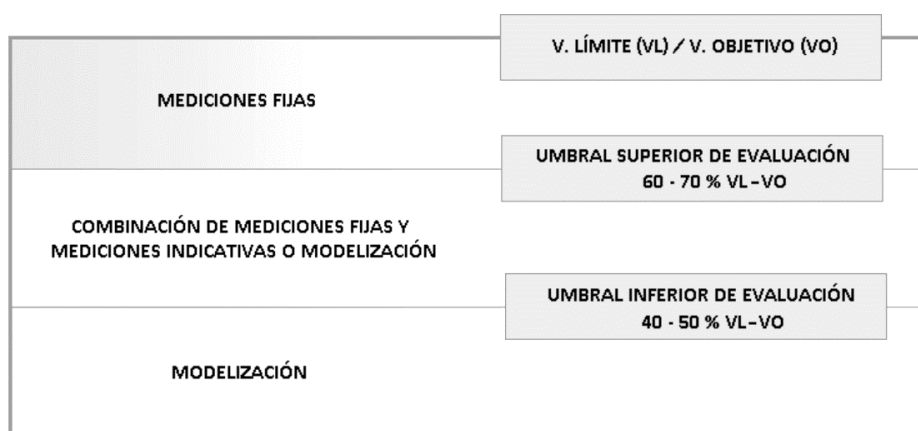 V. LÍMITE (VL) / V. OBJETIVO (VO)
MEDICIONES FIJAS
UMBRAL SUPERIOR DE EVALUACIÓN
60 - 70 % VL-VO
COMBINACIÓN DE MEDICIONES FIJAS Y
MEDICIONES INDICATIVAS O MODELIZACIÓN
UMBRAL INFERIOR DE EVALUACIÓN
40 - 50 % VL-VO
MODELIZACIÓN